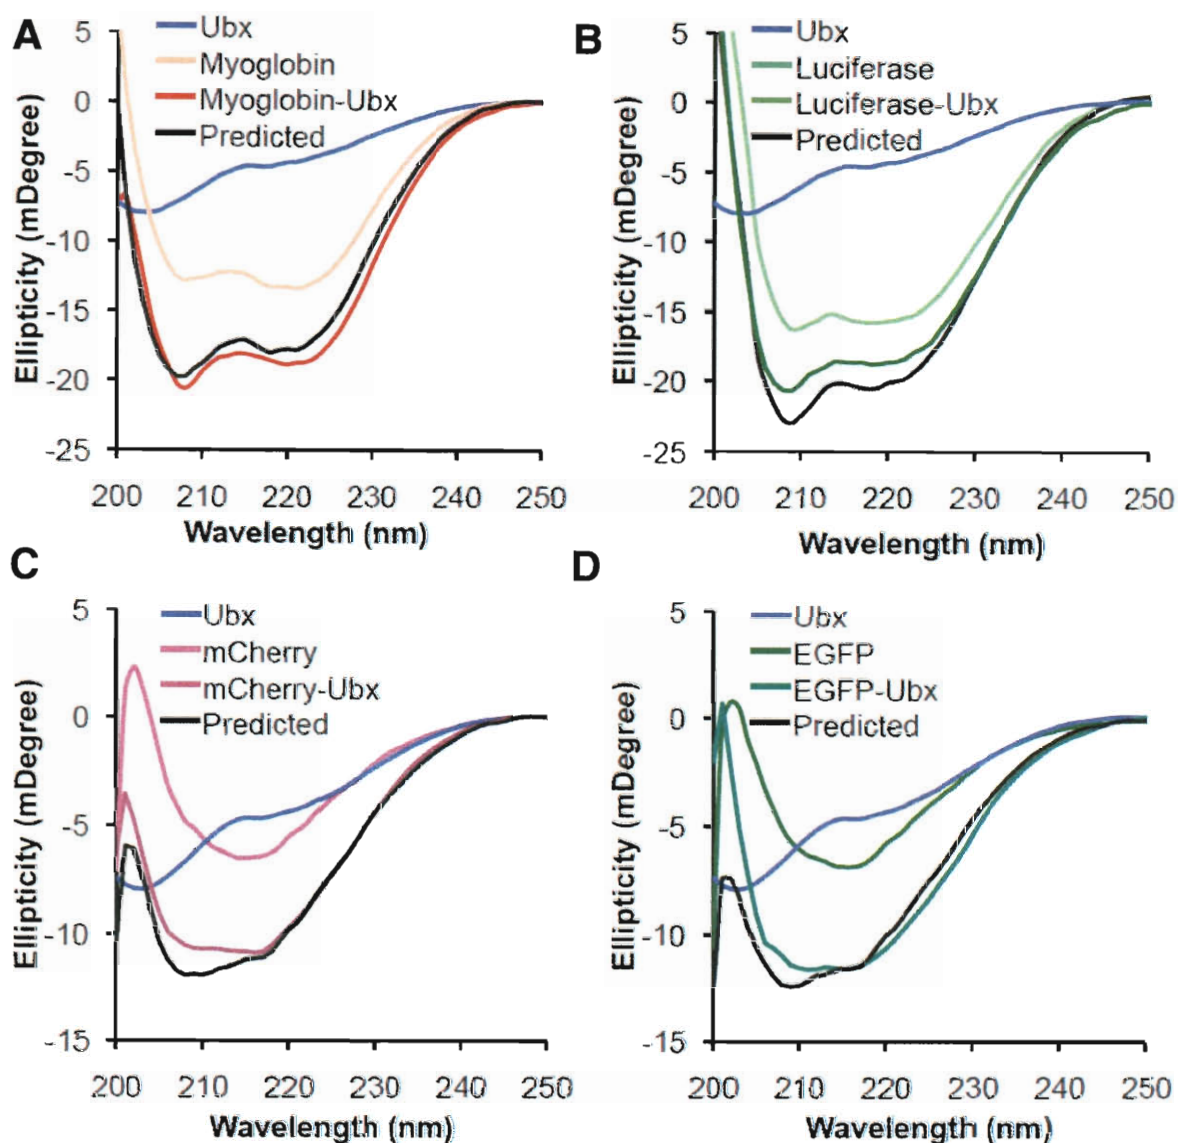 A
Ubx
Myoglobin
Myoglobin-Ubx
Predicted
Ellipticity (mDegree)
5
0
-5
-10
-15
-20
-25
200 210 220 230 240 250
Wavelength (nm)
B
Ubx
Luciferase
Luciferase-Ubx
Predicted
Ellipticity (mDegree)
5
0
-5
-10
-15
-20
-25
200 210 220 230 240 250
Wavelength (nm)
C
Ubx
mCherry
mCherry-Ubx
Predicted
Ellipticity (mDegree)
5
0
-5
-10
-15
200 210 220 230 240 250
Wavelength (nm)
D
Ubx
EGFP
EGFP-Ubx
Predicted
Ellipticity (mDegree)
5
0
-5
-10
-15
200 210 220 230 240 250
Wavelength (nm)